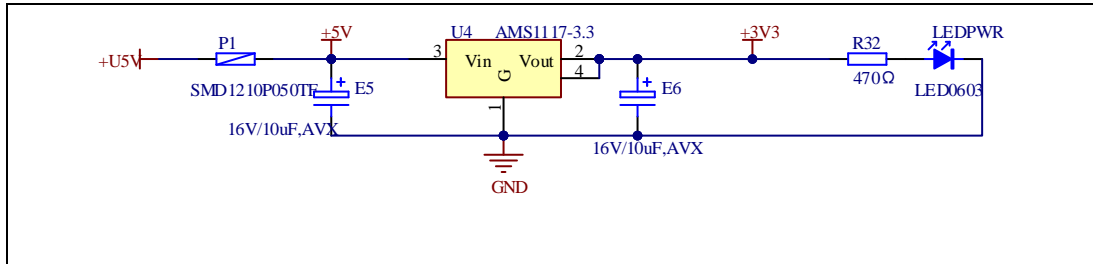 U4 AMS1117-3.3
LEDPWR
P1 +5V +3V3 R32
+U5V 3 Vin Vout 2
G 4
SMD1210P050TF E5 E6 470Ω LED0603
1
16V/10uF,AVX 16V/10uF,AVX
GND